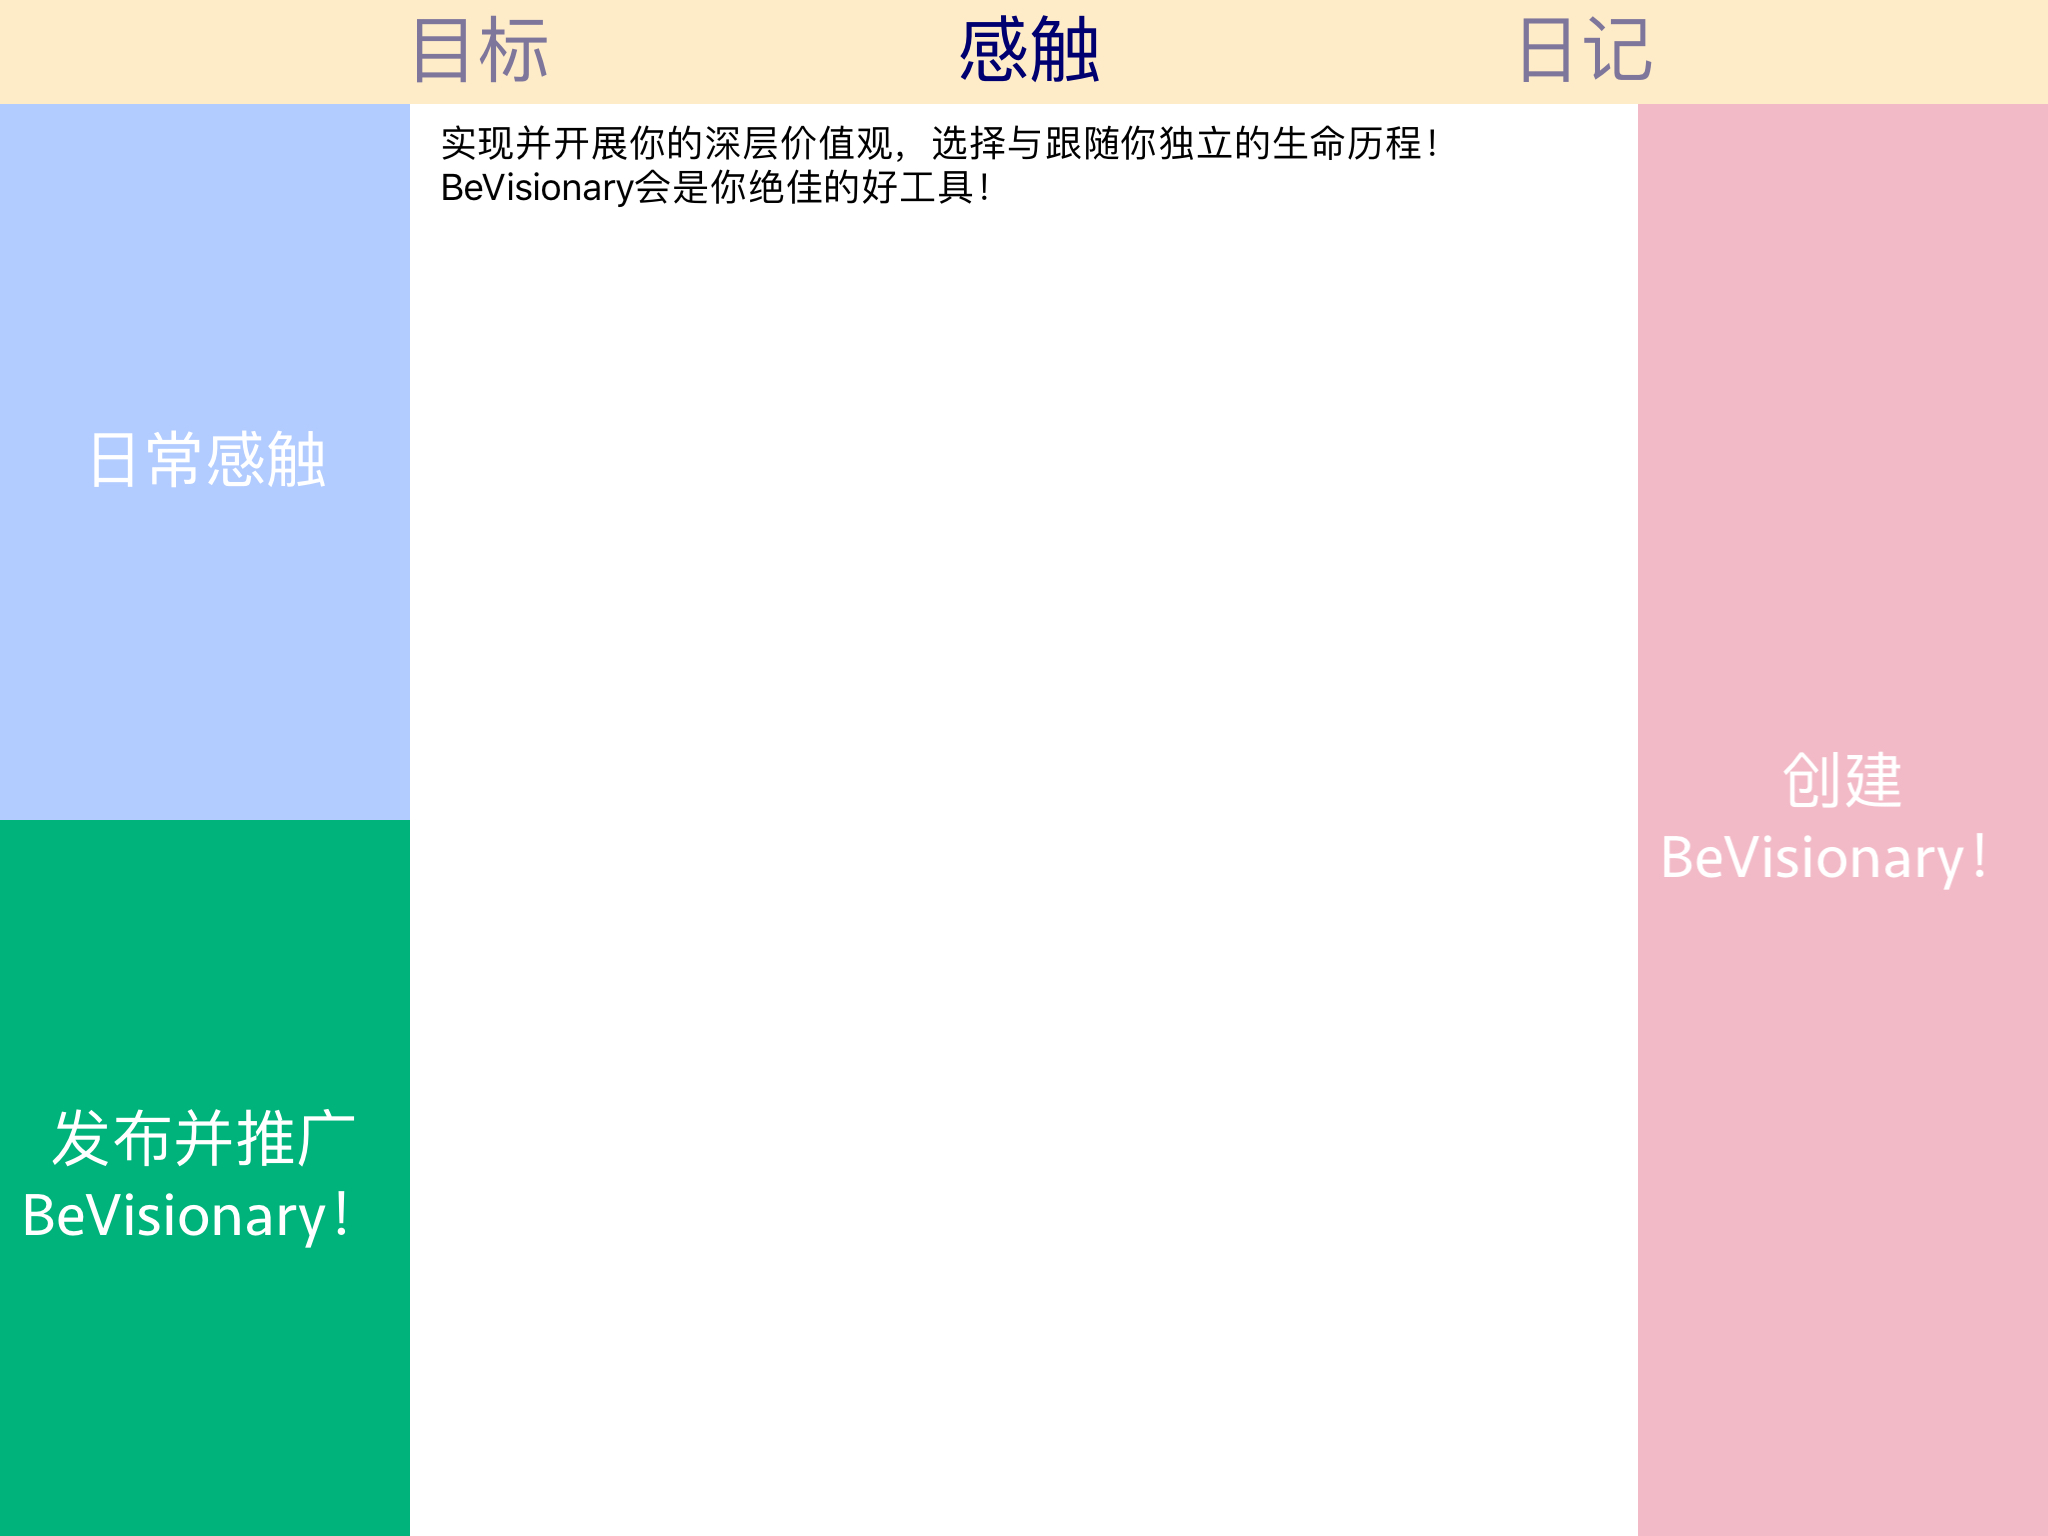 目标
感触
日记
实现并开展你的深层价值观，选择与跟随你独立的生命历程！
BeVisionary会是你绝佳的好工具！
日常感触
发布并推广
BeVisionary！
创建
BeVisionary！